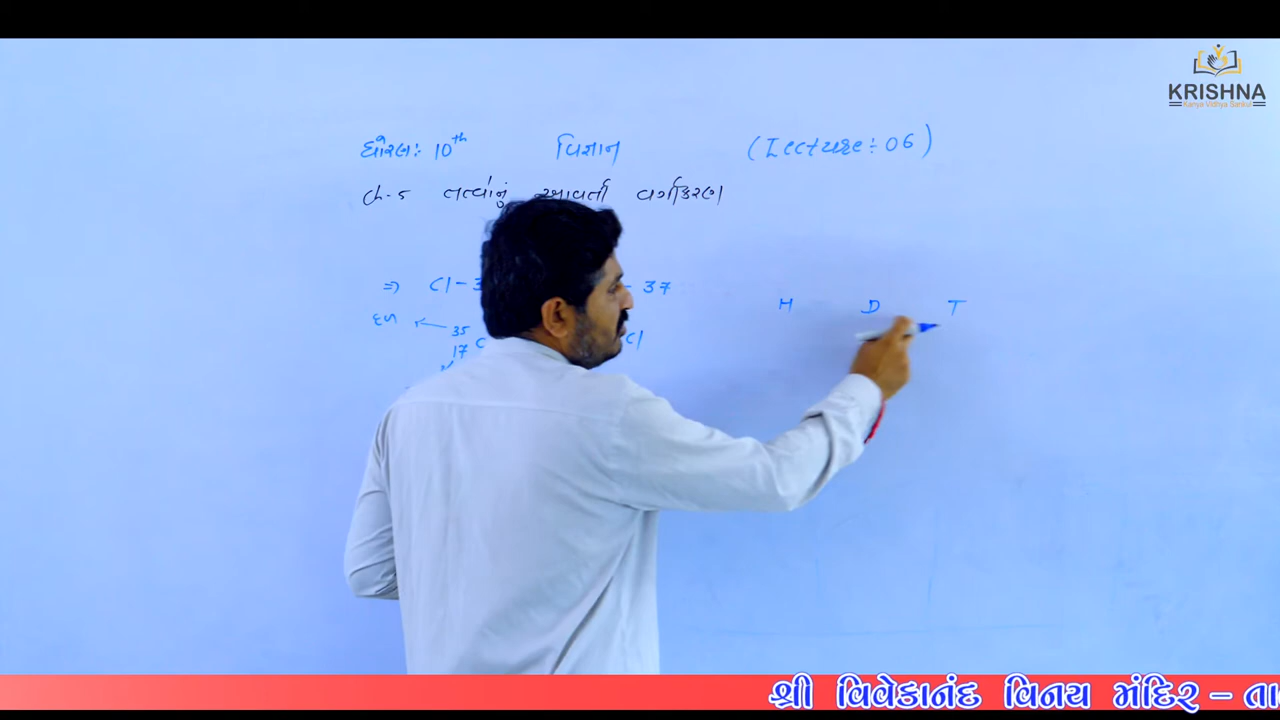 KRISHNA
Kanya Vidhya Sankul
ધોરણ: 10th વિજ્ઞાન (Lecture: 06)
Ch-5 તત્વોનું આવર્તી વર્ગીકરણ
⇒ Cl-3 - 37 H D T
દળ ← 35
17 Cl
શ્રી વિવેકાનંદ વિનય મંદિર – તા